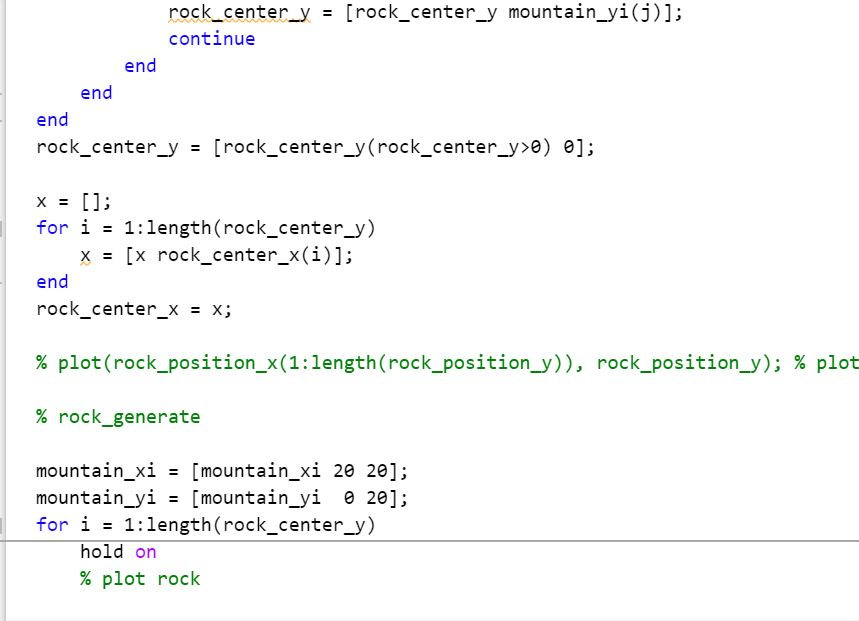 rock_center_y = [rock_center_y mountain_yi(j)];
continue
end
end
end
rock_center_y = [rock_center_y(rock_center_y>0) 0];
x = [];
for i = 1:length(rock_center_y)
x = [x rock_center_x(i)];
end
rock_center_x = x;
% plot(rock_position_x(1:length(rock_position_y)), rock_position_y); % plot
% rock_generate
mountain_xi = [mountain_xi 20 20];
mountain_yi = [mountain_yi  0 20];
for i = 1:length(rock_center_y)
hold on
% plot rock